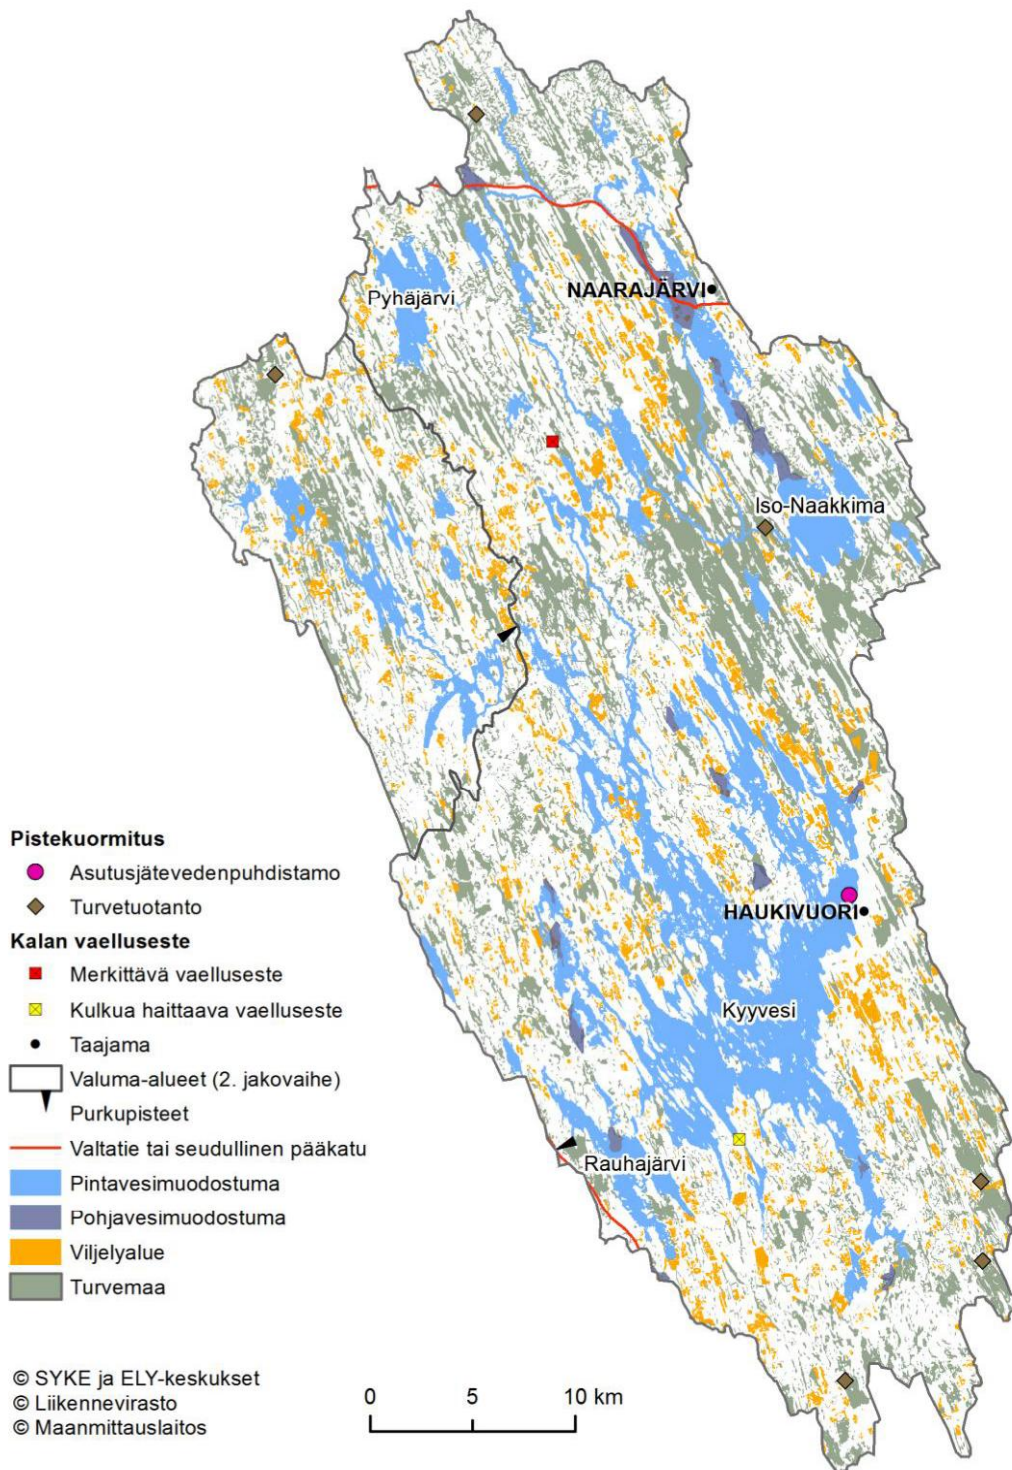 Pyhäjärvi
NAARAJÄRVI
Iso-Naakkima
HAUKIVUORI
Kyyvesi
Rauhajärvi
Pistekuormitus
Asutusjätevedenpuhdistamo
Turvetuotanto
Kalan vaelluseste
Merkittävä vaelluseste
Kulkua haittaava vaelluseste
Taajama
Valuma-alueet (2. jakovaihe)
Purkupisteet
Valtatie tai seudullinen pääkatu
Pintavesimuodostuma
Pohjavesimuodostuma
Viljelyalue
Turvemaa
© SYKE ja ELY-keskukset
© Liikennevirasto
© Maanmittauslaitos
0 5 10 km